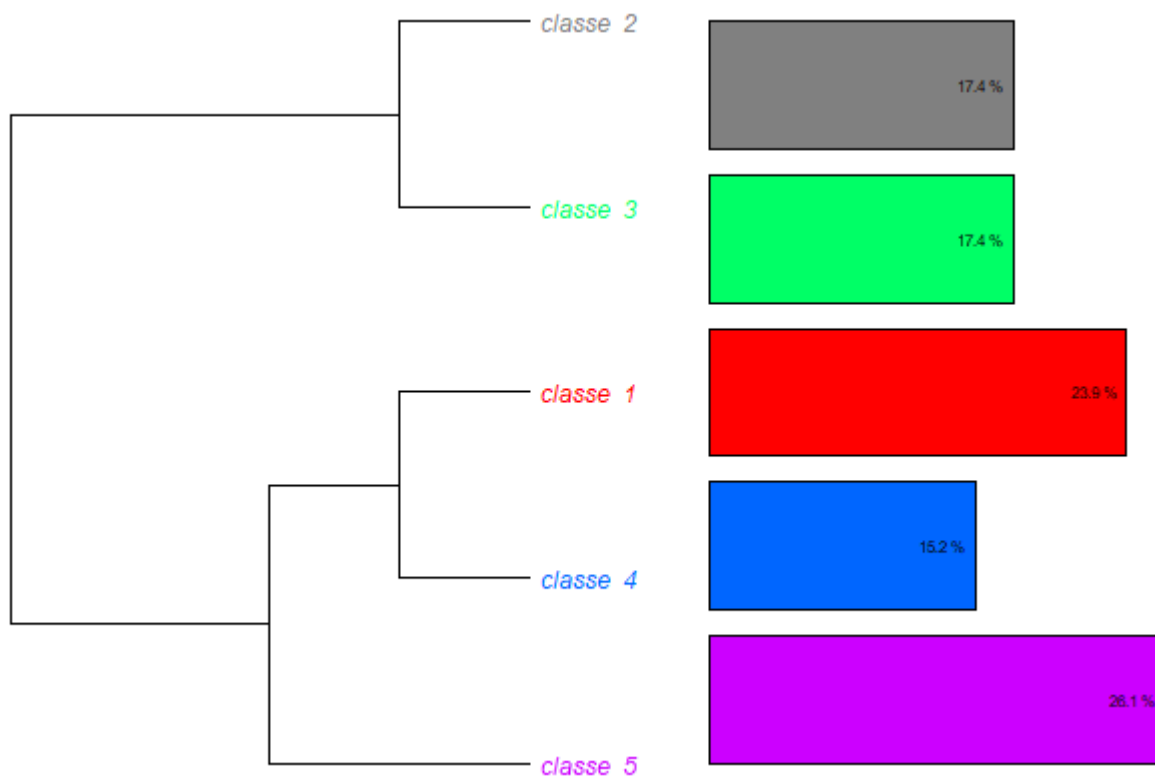 classe 2
17.4 %
classe 3
17.4 %
classe 1
23.9 %
classe 4
15.2 %
classe 5
26.1 %